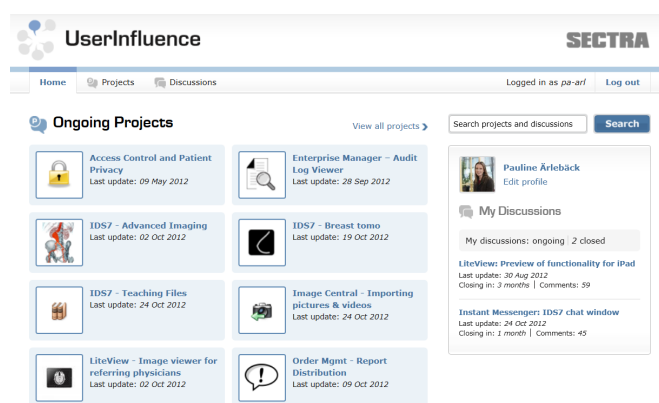 UserInfluence
SECTRA
Home
Projects
Discussions
Logged in as pa-arl
Log out
Ongoing Projects
View all projects
Access Control and Patient
Privacy
Last update: 09 May 2012
Enterprise Manager – Audit
Log Viewer
Last update: 28 Sep 2012
IDS7 - Advanced Imaging
Last update: 02 Oct 2012
IDS7 - Breast tomo
Last update: 19 Oct 2012
IDS7 - Teaching Files
Last update: 24 Oct 2012
Image Central - Importing
pictures & videos
Last update: 24 Oct 2012
LiteView - Image viewer for
referring physicians
Last update: 02 Oct 2012
Order Mgmt - Report
Distribution
Last update: 09 Oct 2012
Search projects and discussions
Search
Pauline Ärlebäck
Edit profile
My Discussions
My discussions: ongoing | 2 closed
LiteView: Preview of functionality for iPad
Last update: 30 Aug 2012
Closing in: 3 months | Comments: 59
Instant Messenger: IDS7 chat window
Last update: 24 Oct 2012
Closing in: 1 month | Comments: 45